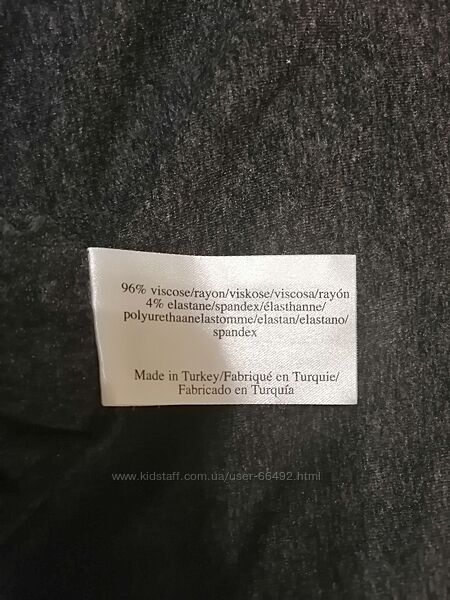 96% viscose/rayon/viskose/viscosa/rayón
4% elastane/spandex/élasthanne/
polyurethaanelastomme/elastan/elastano/
spandex
Made in Turkey/Fabriqué en Turquie/
Fabricado en Turquía
www.kidstaff.com.ua/user-66492.html